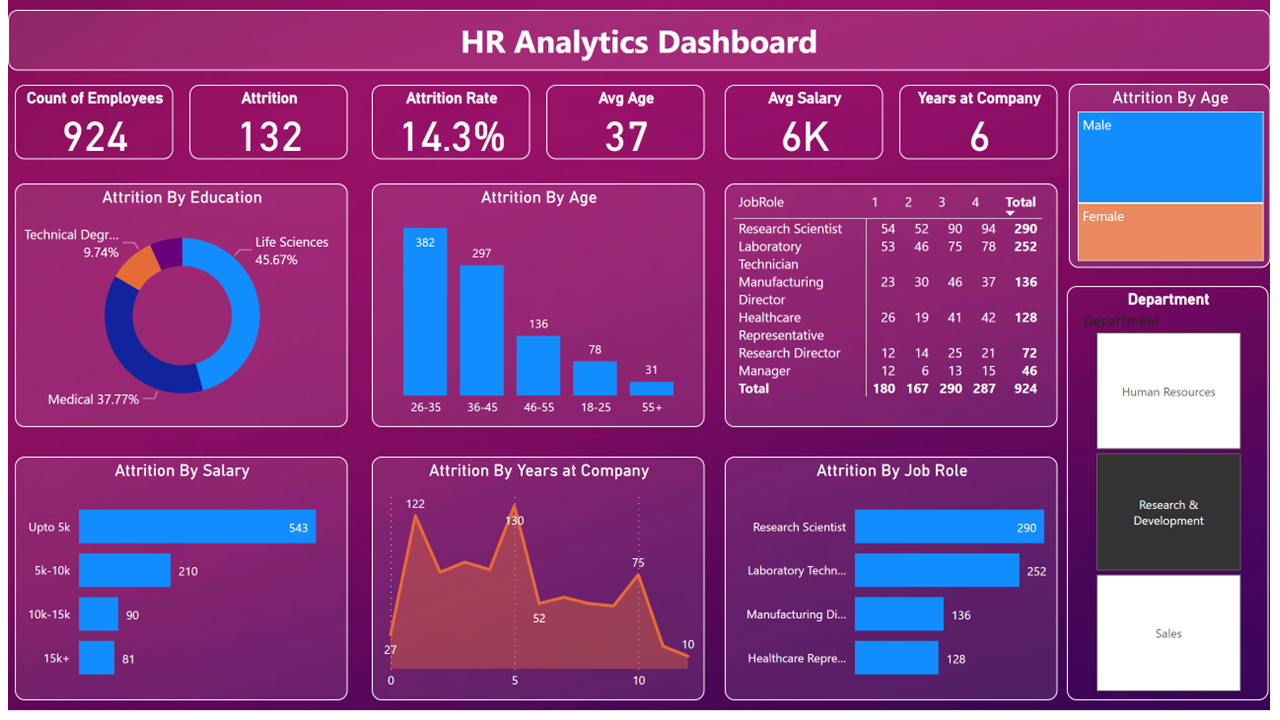 HR Analytics Dashboard
Count of Employees
924
Attrition
132
Attrition Rate
14.3%
Avg Age
37
Avg Salary
6K
Years at Company
6
Attrition By Age
Male
Female
Attrition By Education
Technical Degr...
9.74%
Life Sciences
45.67%
Medical 37.77%
Attrition By Age
382
297
136
78
31
26-35 36-45 46-55 18-25 55+
JobRole 1 2 3 4 Total
Research Scientist 54 52 90 94 290
Laboratory 53 46 75 78 252
Technician
Manufacturing 23 30 46 37 136
Director
Healthcare 26 19 41 42 128
Representative
Research Director 12 14 25 21 72
Manager 12 6 13 15 46
Total 180 167 290 287 924
Department
Department
Human Resources
Research &
Development
Sales
Attrition By Salary
Upto 5k 543
5k-10k 210
10k-15k 90
15k+ 81
Attrition By Years at Company
122
130
75
52
27
10
0 5 10
Attrition By Job Role
Research Scientist 290
Laboratory Techn... 252
Manufacturing Di... 136
Healthcare Repre... 128